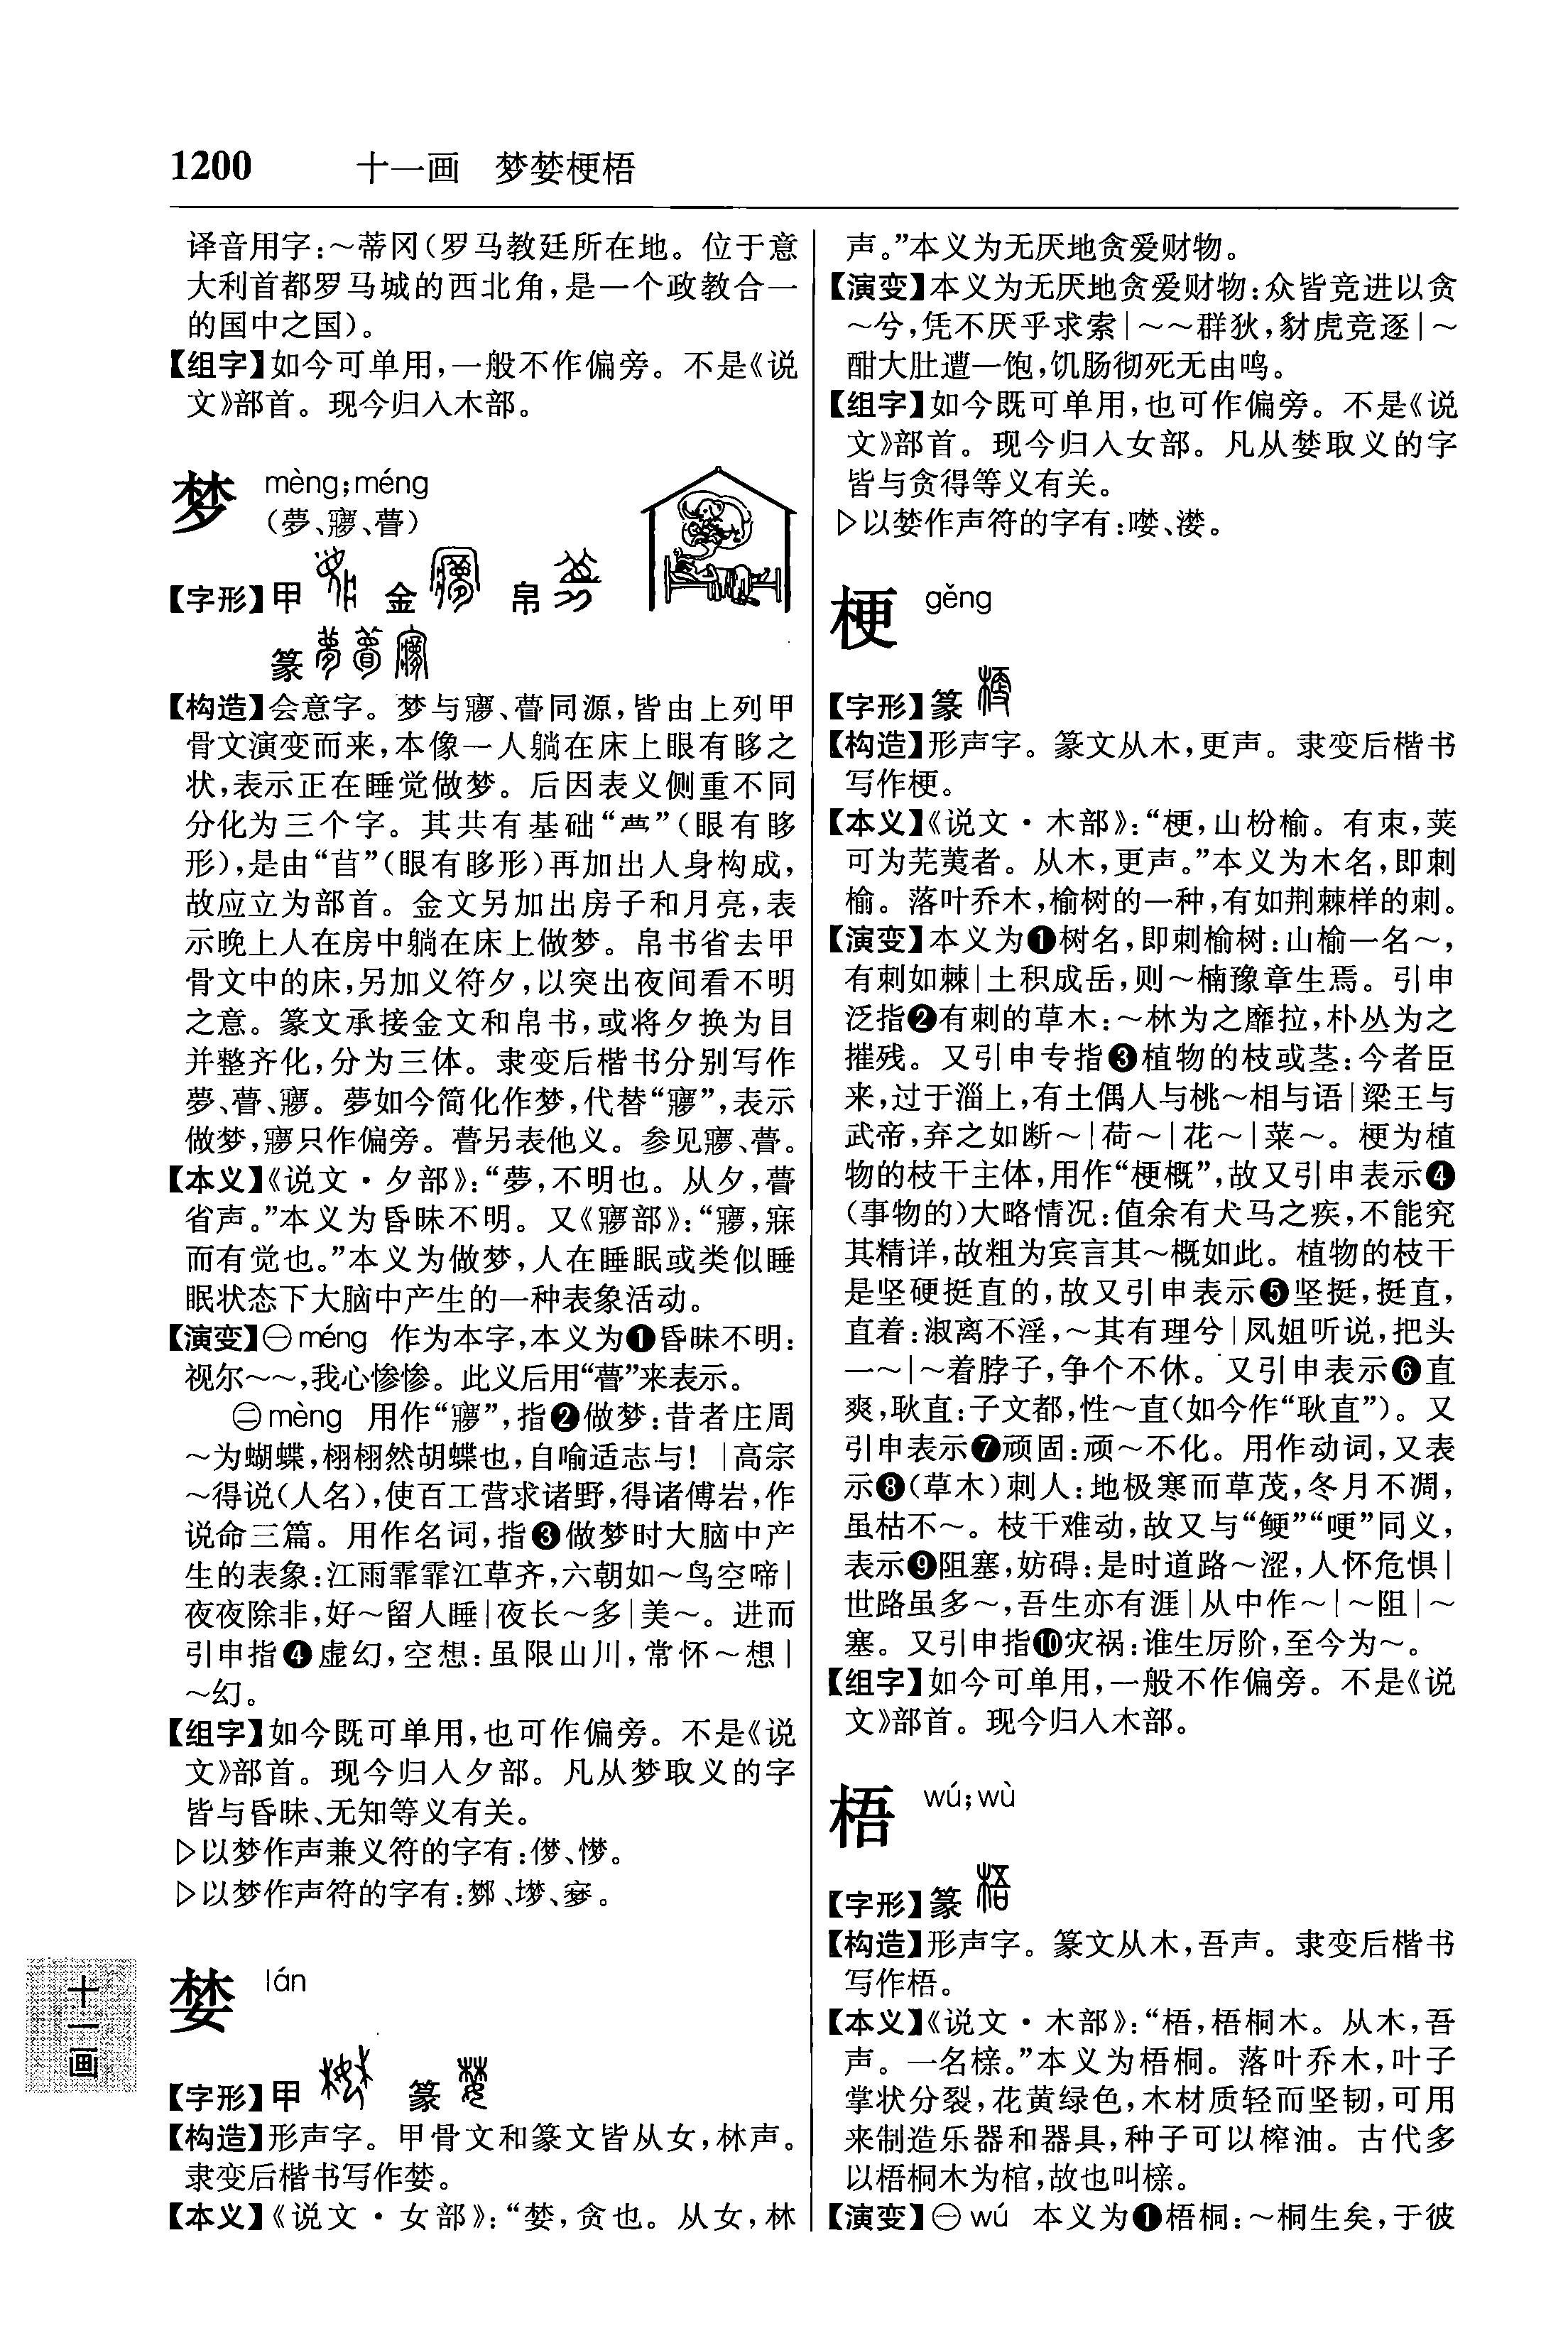 1200 十一画 梦婪梗梧
译音用字：～蒂冈（罗马教廷所在地。位于意
大利首都罗马城的西北角，是一个政教合一
的国中之国）。
【组字】如今可单用，一般不作偏旁。不是《说
文》部首。现今归入木部。
梦 mèng；méng
（夢、㝱、瞢）
【字形】甲 金 帛
篆
【构造】会意字。梦与㝱、瞢同源，皆由上列甲
骨文演变而来，本像一人躺在床上眼有眵之
状，表示正在睡觉做梦。后因表义侧重不同
分化为三个字。其共有基础“”（眼有眵
形），是由“苜”（眼有眵形）再加出人身构成，
故应立为部首。金文另加出房子和月亮，表
示晚上人在房中躺在床上做梦。帛书省去甲
骨文中的床，另加义符夕，以突出夜间看不明
之意。篆文承接金文和帛书，或将夕换为目
并整齐化，分为三体。隶变后楷书分别写作
夢、瞢、㝱。夢如今简化作梦，代替“㝱”，表示
做梦，㝱只作偏旁。瞢另表他义。参见㝱、瞢。
【本义】《说文·夕部》：“夢，不明也。从夕，瞢
省声。”本义为昏昧不明。又《㝱部》：“㝱，寐
而有觉也。”本义为做梦，人在睡眠或类似睡
眠状态下大脑中产生的一种表象活动。
【演变】㊀méng 作为本字，本义为❶昏昧不明：
视尔～～，我心惨惨。此义后用“瞢”来表示。
㊁mèng 用作“㝱”，指❷做梦：昔者庄周
～为蝴蝶，栩栩然胡蝶也，自喻适志与！｜高宗
～得说（人名），使百工营求诸野，得诸傅岩，作
说命三篇。用作名词，指❸做梦时大脑中产
生的表象：江雨霏霏江草齐，六朝如～鸟空啼｜
夜夜除非，好～留人睡｜夜长～多｜美～。进而
引申指❹虚幻，空想：虽限山川，常怀～想｜
～幻。
【组字】如今既可单用，也可作偏旁。不是《说
文》部首。现今归入夕部。凡从梦取义的字
皆与昏昧、无知等义有关。
▷以梦作声兼义符的字有：儚、懜。
▷以梦作声符的字有：鄸、㙹、。
婪 lán
【字形】甲 篆
【构造】形声字。甲骨文和篆文皆从女，林声。
隶变后楷书写作婪。
【本义】《说文·女部》：“婪，贪也。从女，林
声。”本义为无厌地贪爱财物。
【演变】本义为无厌地贪爱财物：众皆竞进以贪
～兮，凭不厌乎求索｜～～群狄，豺虎竞逐｜～
酣大肚遭一饱，饥肠彻死无由鸣。
【组字】如今既可单用，也可作偏旁。不是《说
文》部首。现今归入女部。凡从婪取义的字
皆与贪得等义有关。
▷以婪作声符的字有：啉、漤。
梗 gěng
【字形】篆
【构造】形声字。篆文从木，更声。隶变后楷书
写作梗。
【本义】《说文·木部》：“梗，山枌榆。有朿，荚
可为芜荑者。从木，更声。”本义为木名，即刺
榆。落叶乔木，榆树的一种，有如荆棘样的刺。
【演变】本义为❶树名，即刺榆树：山榆一名～，
有刺如棘｜土积成岳，则～楠豫章生焉。引申
泛指❷有刺的草木：～林为之靡拉，朴丛为之
摧残。又引申专指❸植物的枝或茎：今者臣
来，过于淄上，有土偶人与桃～相与语｜梁王与
武帝，弃之如断～｜荷～｜花～｜菜～。梗为植
物的枝干主体，用作“梗概”，故又引申表示❹
（事物的）大略情况：值余有犬马之疾，不能究
其精详，故粗为宾言其～概如此。植物的枝干
是坚硬挺直的，故又引申表示❺坚挺，挺直，
直着：淑离不淫，～其有理兮｜凤姐听说，把头
一～｜～着脖子，争个不休。又引申表示❻直
爽，耿直：子文都，性～直（如今作“耿直”）。又
引申表示❼顽固：顽～不化。用作动词，又表
示❽（草木）刺人：地极寒而草茂，冬月不凋，
虽枯不～。枝干难动，故又与“鲠”“哽”同义，
表示❾阻塞，妨碍：是时道路～涩，人怀危惧｜
世路虽多～，吾生亦有涯｜从中作～｜～阻｜～
塞。又引申指❿灾祸：谁生厉阶，至今为～。
【组字】如今可单用，一般不作偏旁。不是《说
文》部首。现今归入木部。
梧 wú；wù
【字形】篆
【构造】形声字。篆文从木，吾声。隶变后楷书
写作梧。
【本义】《说文·木部》：“梧，梧桐木。从木，吾
声。一名榇。”本义为梧桐。落叶乔木，叶子
掌状分裂，花黄绿色，木材质轻而坚韧，可用
来制造乐器和器具，种子可以榨油。古代多
以梧桐木为棺，故也叫榇。
【演变】㊀wú 本义为❶梧桐：～桐生矣，于彼
十一画